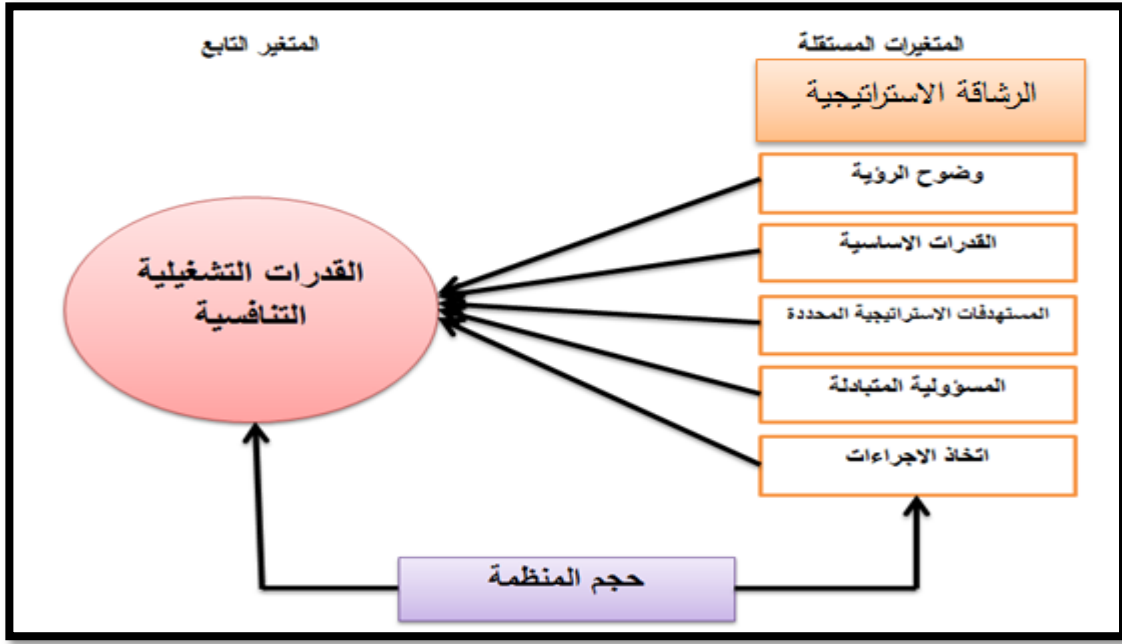 المتغيرات المستقلة
المتغير التابع
الرشاقة الاستراتيجية
وضوح الرؤية
القدرات الاساسية
المستهدفات الاستراتيجية المحددة
المسؤولية المتبادلة
اتخاذ الاجراءات
القدرات التشغيلية
التنافسية
حجم المنظمة